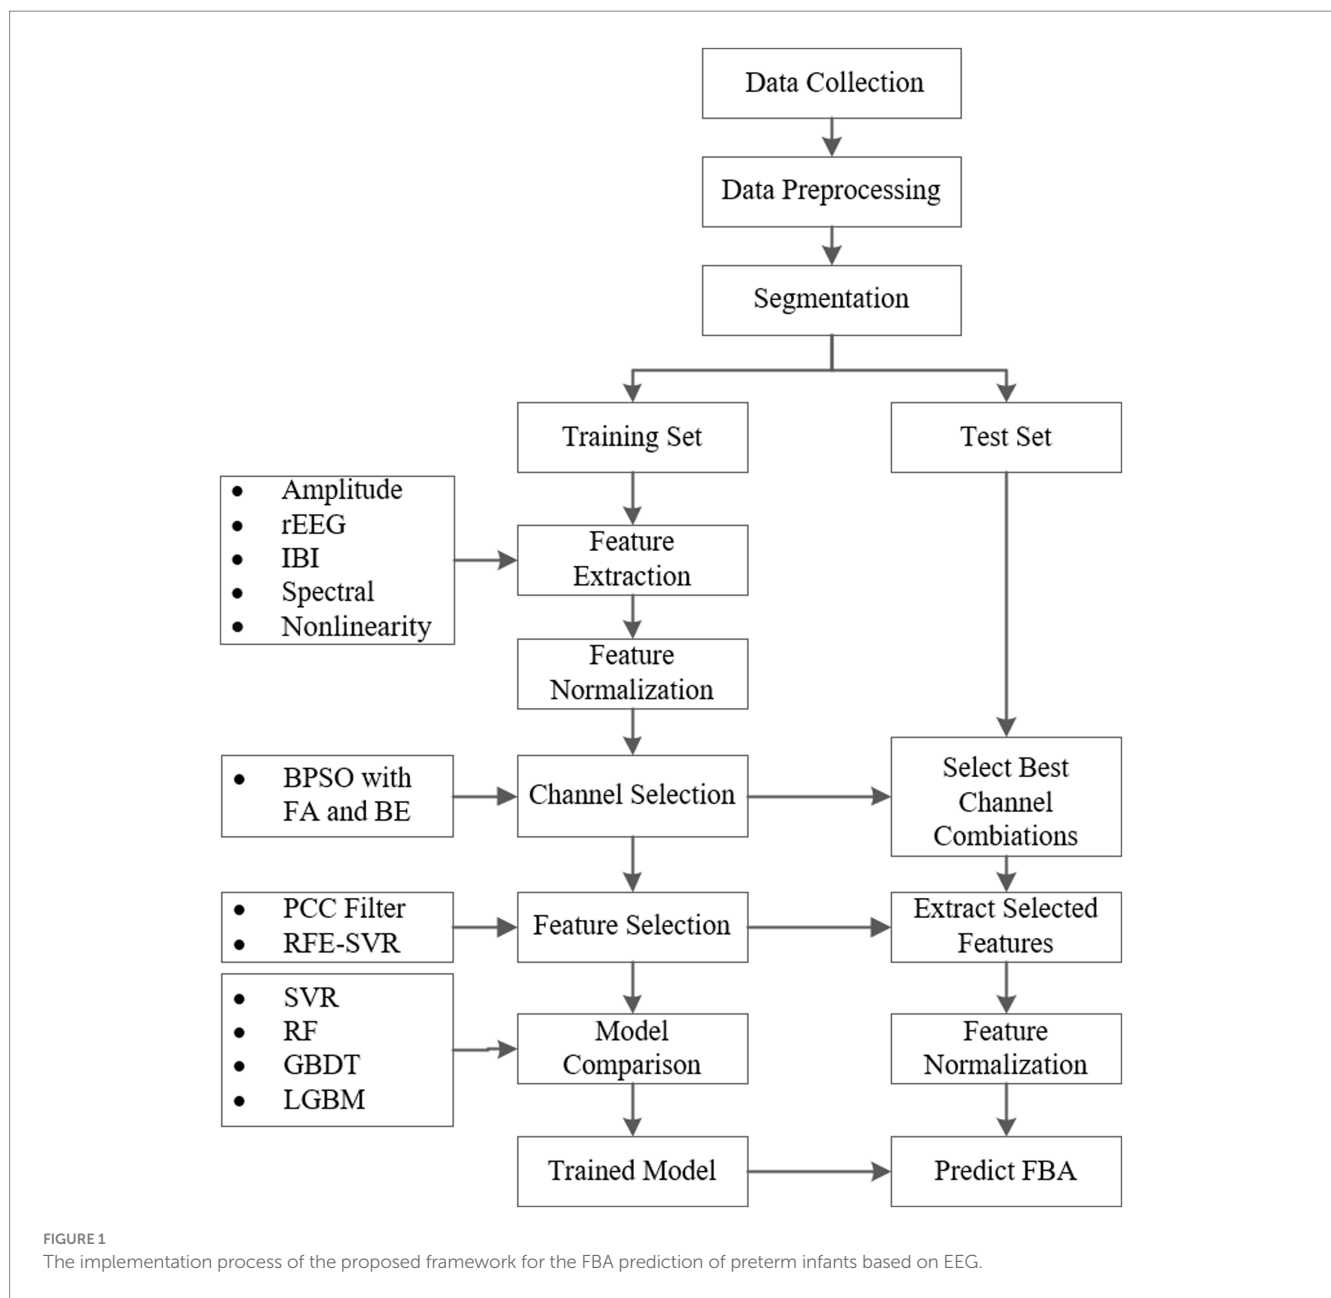 Data Collection
Data Preprocessing
Segmentation
Training Set
Test Set
• Amplitude
• rEEG
• IBI
• Spectral
• Nonlinearity
Feature
Extraction
Feature
Normalization
• BPSO with
FA and BE
Channel Selection
Select Best
Channel
Combiations
• PCC Filter
• RFE-SVR
Feature Selection
Extract Selected
Features
• SVR
• RF
• GBDT
• LGBM
Model
Comparison
Feature
Normalization
Trained Model
Predict FBA
FIGURE 1
The implementation process of the proposed framework for the FBA prediction of preterm infants based on EEG.